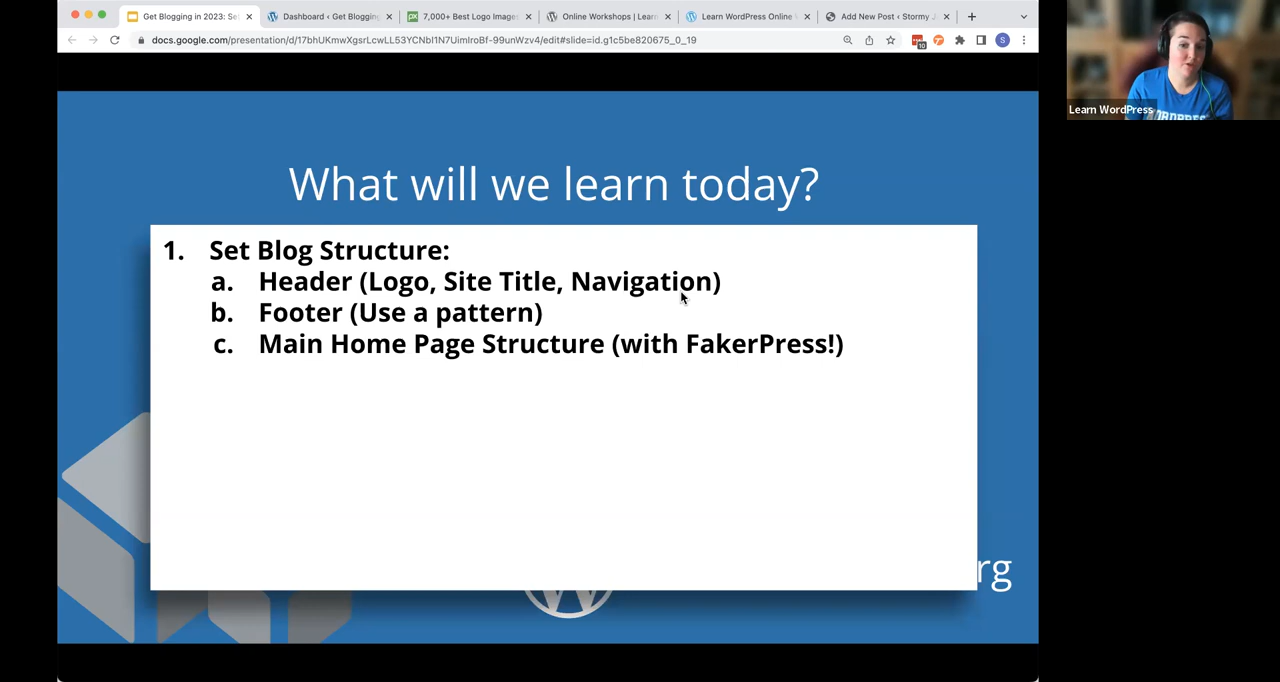 Get Blogging in 2023: Se
Dashboard ‹ Get Blogging
7,000+ Best Logo Images
Online Workshops | Learn
Learn WordPress Online
Add New Post ‹ Stormy J
docs.google.com/presentation/d/17bhUKmwXgsrLcwLL53YCNbI1N7UimIroBf-99unWzv4/edit#slide=id.g1c5be820675_0_19
10
S
Learn WordPress
What will we learn today?
1. Set Blog Structure:
a. Header (Logo, Site Title, Navigation)
b. Footer (Use a pattern)
c. Main Home Page Structure (with FakerPress!)
rg